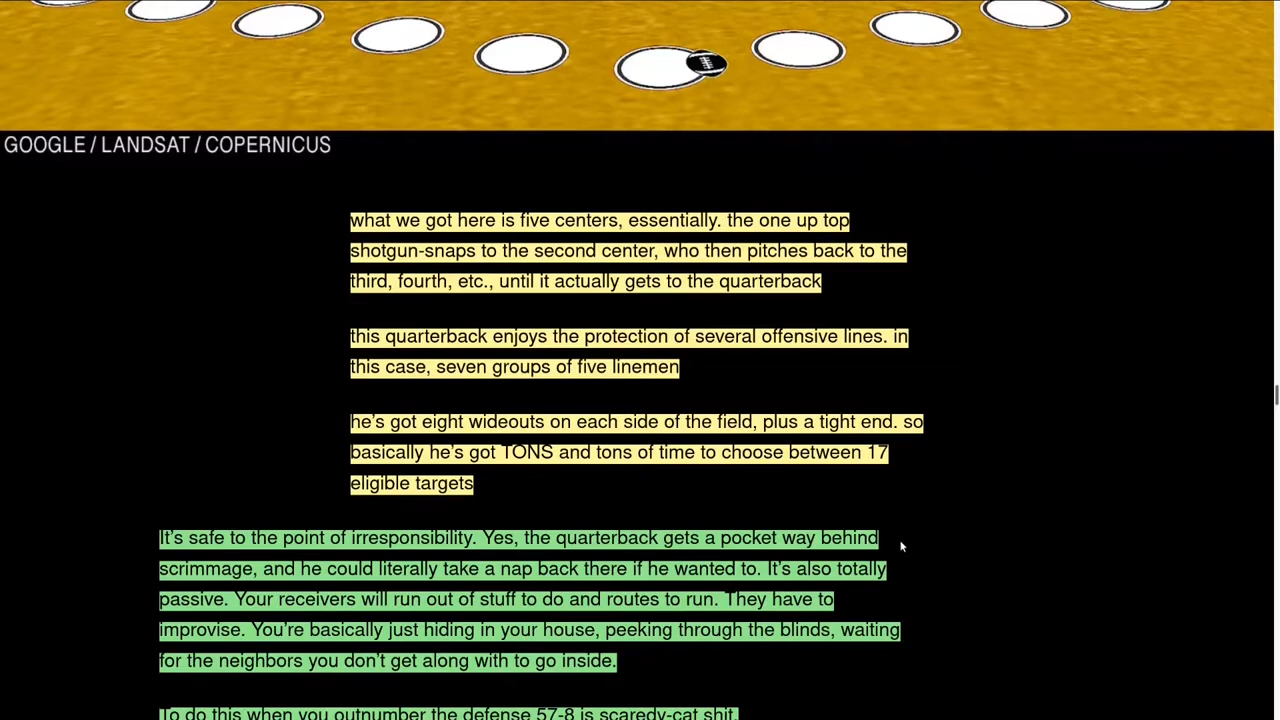 GOOGLE / LANDSAT / COPERNICUS
what we got here is five centers, essentially. the one up top
shotgun-snaps to the second center, who then pitches back to the
third, fourth, etc., until it actually gets to the quarterback
this quarterback enjoys the protection of several offensive lines. in
this case, seven groups of five linemen
he’s got eight wideouts on each side of the field, plus a tight end. so
basically he’s got TONS and tons of time to choose between 17
eligible targets
It’s safe to the point of irresponsibility. Yes, the quarterback gets a pocket way behind
scrimmage, and he could literally take a nap back there if he wanted to. It’s also totally
passive. Your receivers will run out of stuff to do and routes to run. They have to
improvise. You’re basically just hiding in your house, peeking through the blinds, waiting
for the neighbors you don’t get along with to go inside.
To do this when you outnumber the defense 57-8 is scaredy-cat shit.